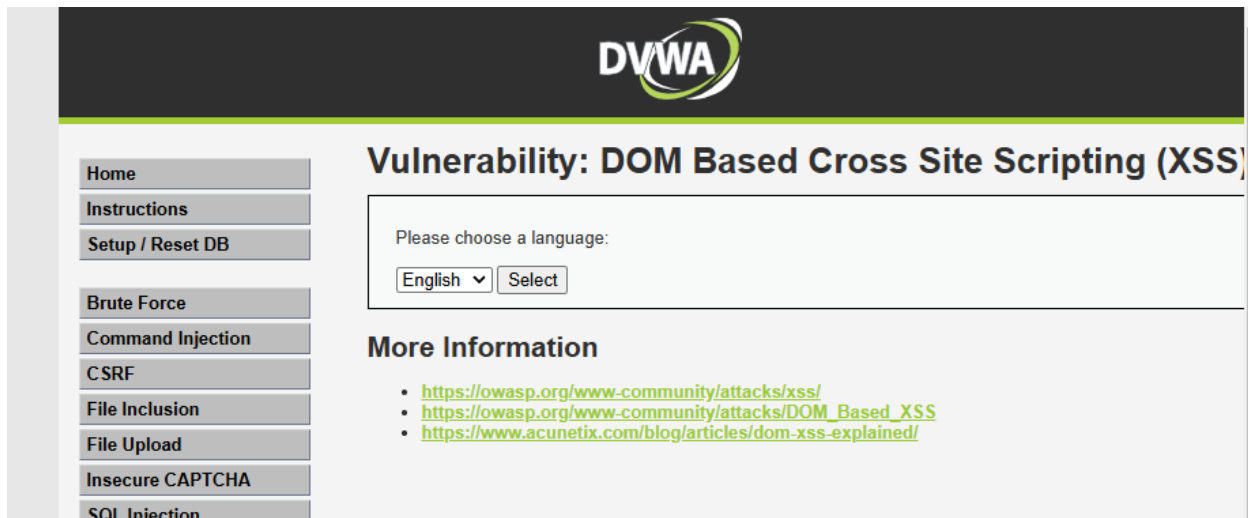 DVWA
Vulnerability: DOM Based Cross Site Scripting (XSS)
Home
Instructions
Setup / Reset DB
Brute Force
Command Injection
CSRF
File Inclusion
File Upload
Insecure CAPTCHA
SQL Injection
Please choose a language:
English Select
More Information
https://owasp.org/www-community/attacks/xss/
https://owasp.org/www-community/attacks/DOM_Based_XSS
https://www.acunetix.com/blog/articles/dom-xss-explained/